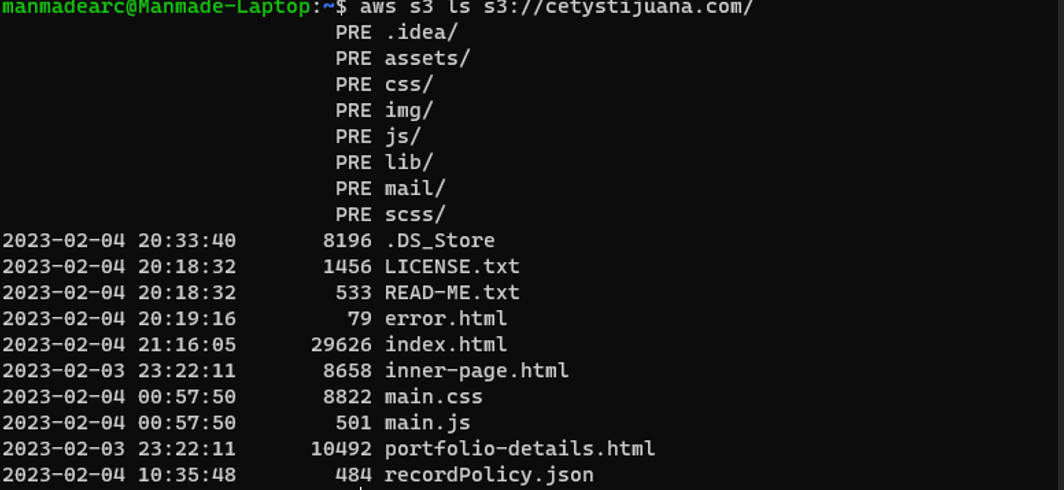 manmadearc@Manmade-Laptop:~$ aws s3 ls s3://cetystijuana.com/
PRE .idea/
PRE assets/
PRE css/
PRE img/
PRE js/
PRE lib/
PRE mail/
PRE scss/
2023-02-04 20:33:40 8196 .DS_Store
2023-02-04 20:18:32 1456 LICENSE.txt
2023-02-04 20:18:32 533 READ-ME.txt
2023-02-04 20:19:16 79 error.html
2023-02-04 21:16:05 29626 index.html
2023-02-03 23:22:11 8658 inner-page.html
2023-02-04 00:57:50 8822 main.css
2023-02-04 00:57:50 501 main.js
2023-02-03 23:22:11 10492 portfolio-details.html
2023-02-04 10:35:48 484 recordPolicy.json